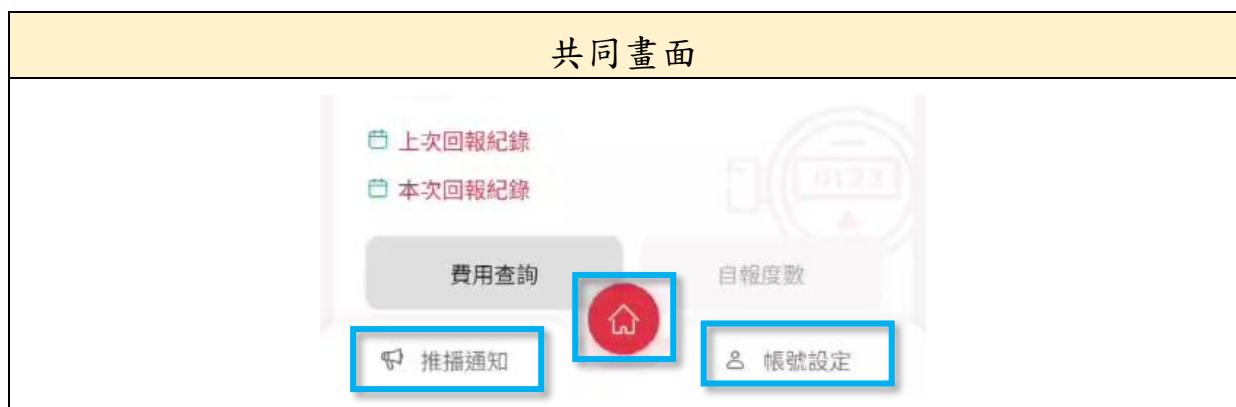 共同畫面
上次回報紀錄
0123
本次回報紀錄
費用查詢
自報度數
推播通知
帳號設定